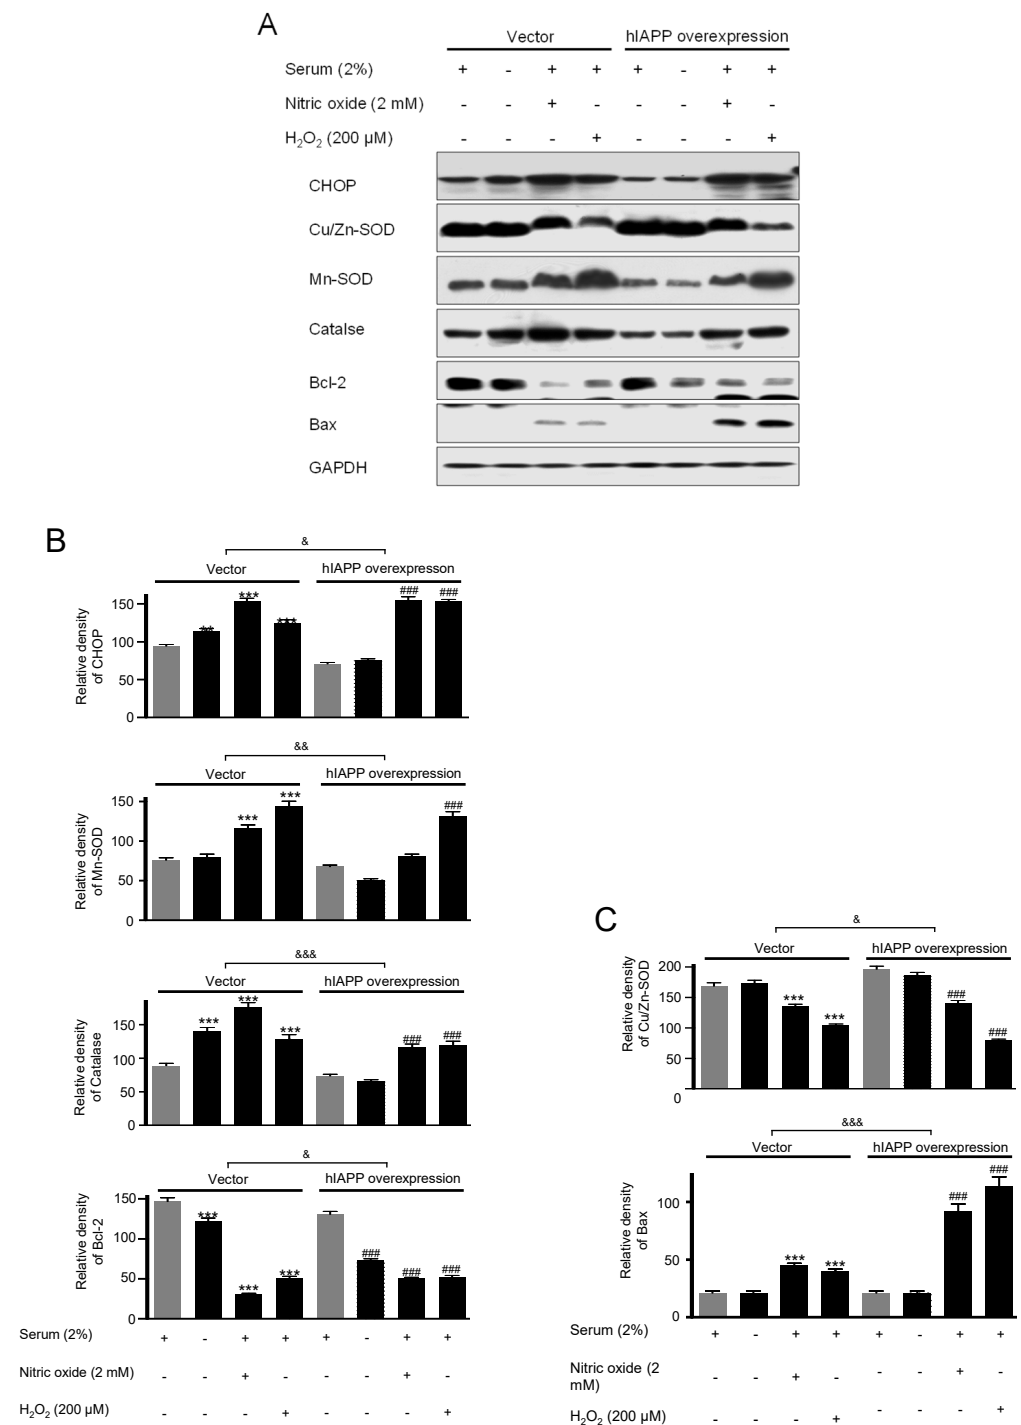 A
Vector hIAPP overexpression
Serum (2%) + - + + + - + +
Nitric oxide (2 mM) - - + - - - + -
H₂O₂ (200 µM) - - - + - - - +
CHOP
Cu/Zn-SOD
Mn-SOD
Catalse
Bcl-2
Bax
GAPDH
B
&
Vector hIAPP overexpresson
Relative density
of CHOP
150
100
50
0
** *** *** ### ###
&&
Vector hIAPP overexpression
Relative density
of Mn-SOD
150
100
50
0
*** *** ###
&&&
Vector hIAPP overexpression
Relative density
of Catalase
150
100
50
0
*** *** *** ### ###
&
Vector hIAPP overexpression
Relative density
of Bcl-2
150
100
50
0
*** *** *** ### ### ###
Serum (2%) + - + + + - + +
Nitric oxide (2 mM) - - + - - - + -
H₂O₂ (200 µM) - - - + - - - +
C
&
Vector hIAPP overexpression
Relative density
of Cu/Zn-SOD
200
150
100
50
0
*** *** ### ###
&&&
Vector hIAPP overexpression
Relative density
of Bax
100
50
0
*** *** ### ###
Serum (2%) + - + + + - + +
Nitric oxide (2
mM) - - + - - - + -
H₂O₂ (200 µM) - - - + - - - +